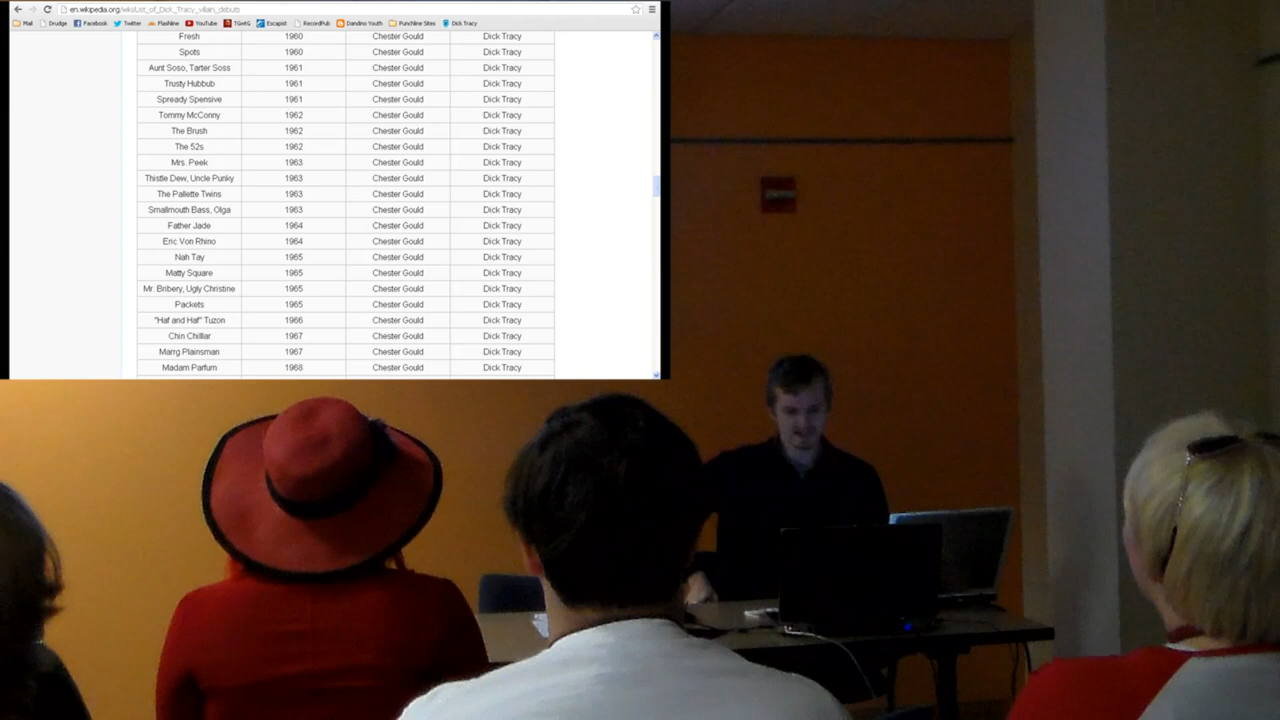 en.wikipedia.org/wiki/List_of_Dick_Tracy_villain_debuts
Mail Drudge Facebook Twitter Flashline YouTube TGwtG Escapist RecordPub Dandino Youth PunchNine Sites Dick Tracy
Fresh 1960 Chester Gould Dick Tracy
Spots 1960 Chester Gould Dick Tracy
Aunt Soso, Tarter Soss 1961 Chester Gould Dick Tracy
Trusty Hubbub 1961 Chester Gould Dick Tracy
Spready Spensive 1961 Chester Gould Dick Tracy
Tommy McConny 1962 Chester Gould Dick Tracy
The Brush 1962 Chester Gould Dick Tracy
The 52s 1962 Chester Gould Dick Tracy
Mrs. Peek 1963 Chester Gould Dick Tracy
Thistle Dew, Uncle Punky 1963 Chester Gould Dick Tracy
The Pallette Twins 1963 Chester Gould Dick Tracy
Smallmouth Bass, Olga 1963 Chester Gould Dick Tracy
Father Jade 1964 Chester Gould Dick Tracy
Eric Von Rhino 1964 Chester Gould Dick Tracy
Nah Tay 1965 Chester Gould Dick Tracy
Matty Square 1965 Chester Gould Dick Tracy
Mr. Bribery, Ugly Christine 1965 Chester Gould Dick Tracy
Packets 1965 Chester Gould Dick Tracy
"Haf and Haf" Tuzon 1966 Chester Gould Dick Tracy
Chin Chillar 1967 Chester Gould Dick Tracy
Marrg Plainsman 1967 Chester Gould Dick Tracy
Madam Parfum 1968 Chester Gould Dick Tracy